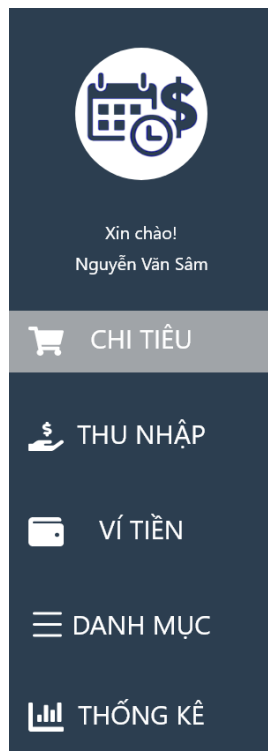 Xin chào!
Nguyễn Văn Sâm
CHI TIÊU
THU NHẬP
VÍ TIỀN
DANH MỤC
THỐNG KÊ